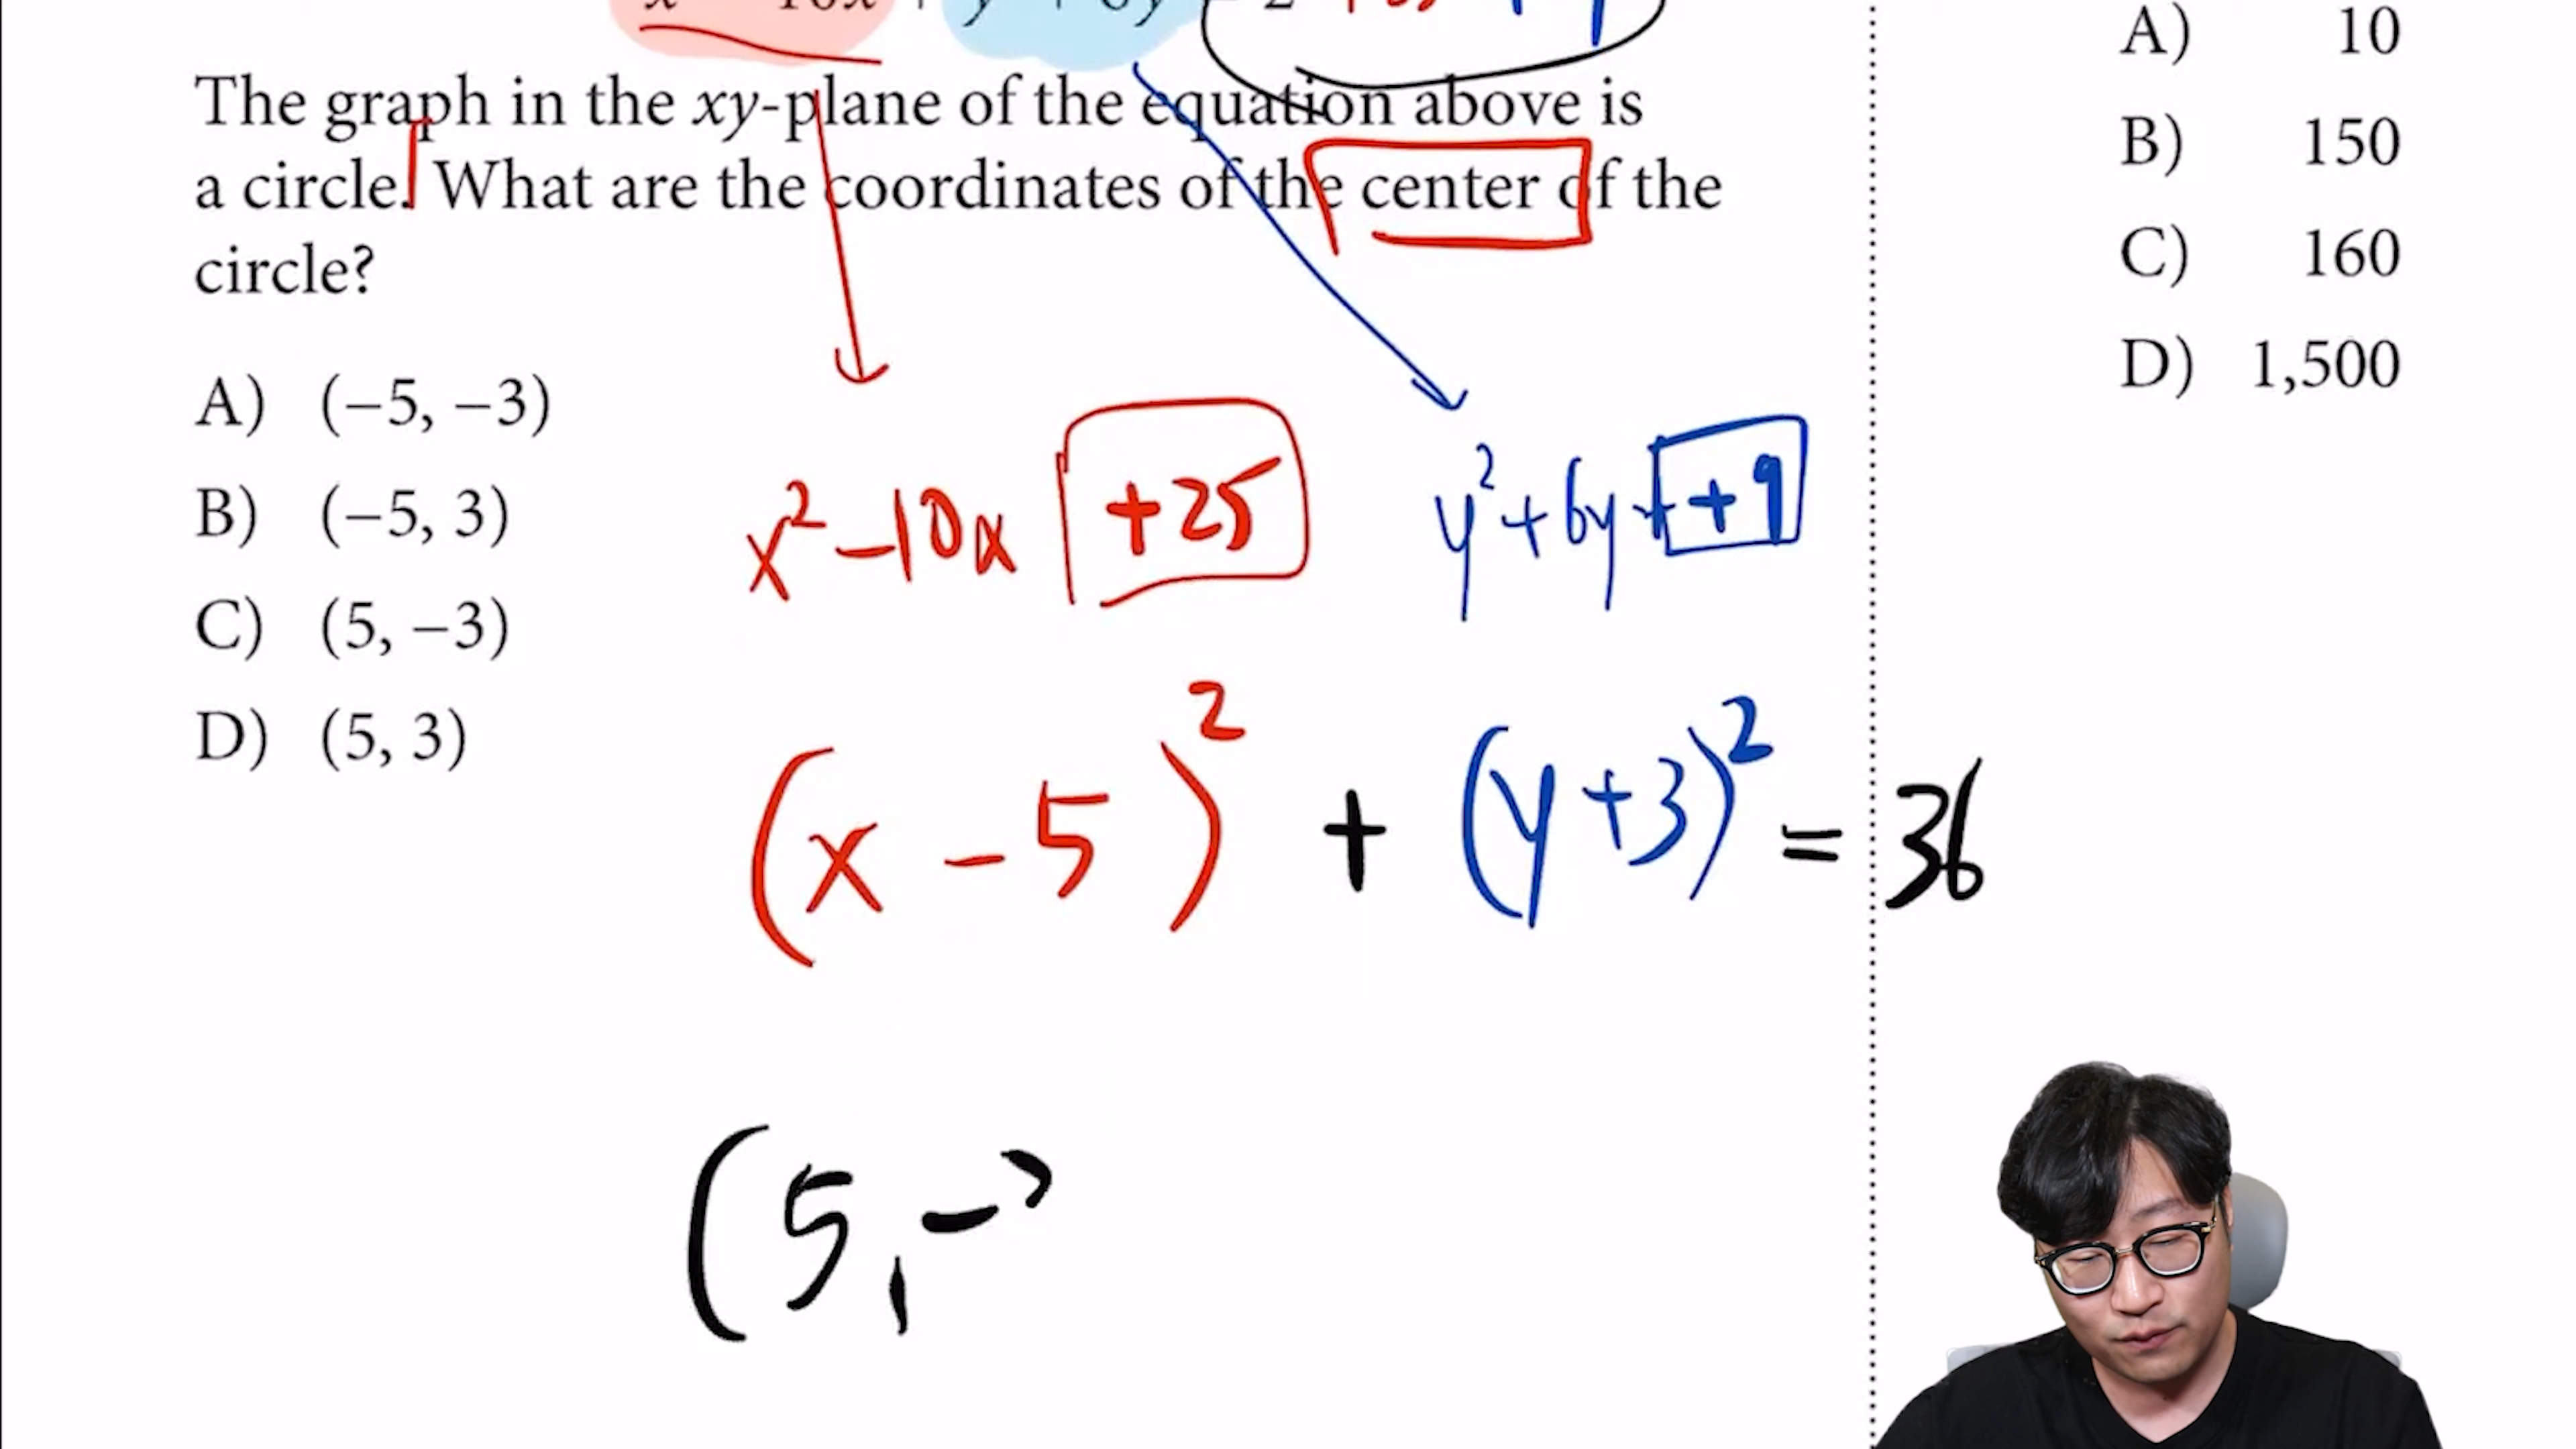 The graph in the xy-plane of the equation above is
a circle. What are the coordinates of the center of the
circle?
A) (−5, −3)
B) (−5, 3)
C) (5, −3)
D) (5, 3)
x² −10x +25
y² +6y + +9
(x − 5)² + (y + 3)² = 36
(5, −
A) 10
B) 150
C) 160
D) 1,500